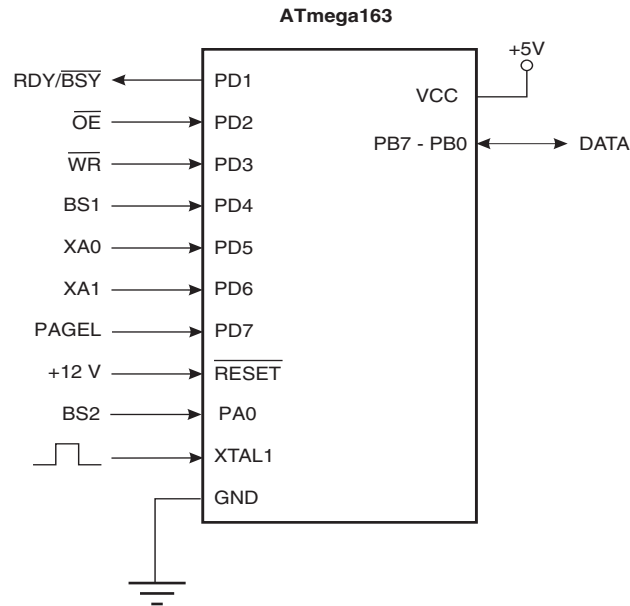 ATmega163
+5V
RDY/BSY
PD1
VCC
OE
PD2
PB7 - PB0
DATA
WR
PD3
BS1
PD4
XA0
PD5
XA1
PD6
PAGEL
PD7
+12 V
RESET
BS2
PA0
XTAL1
GND